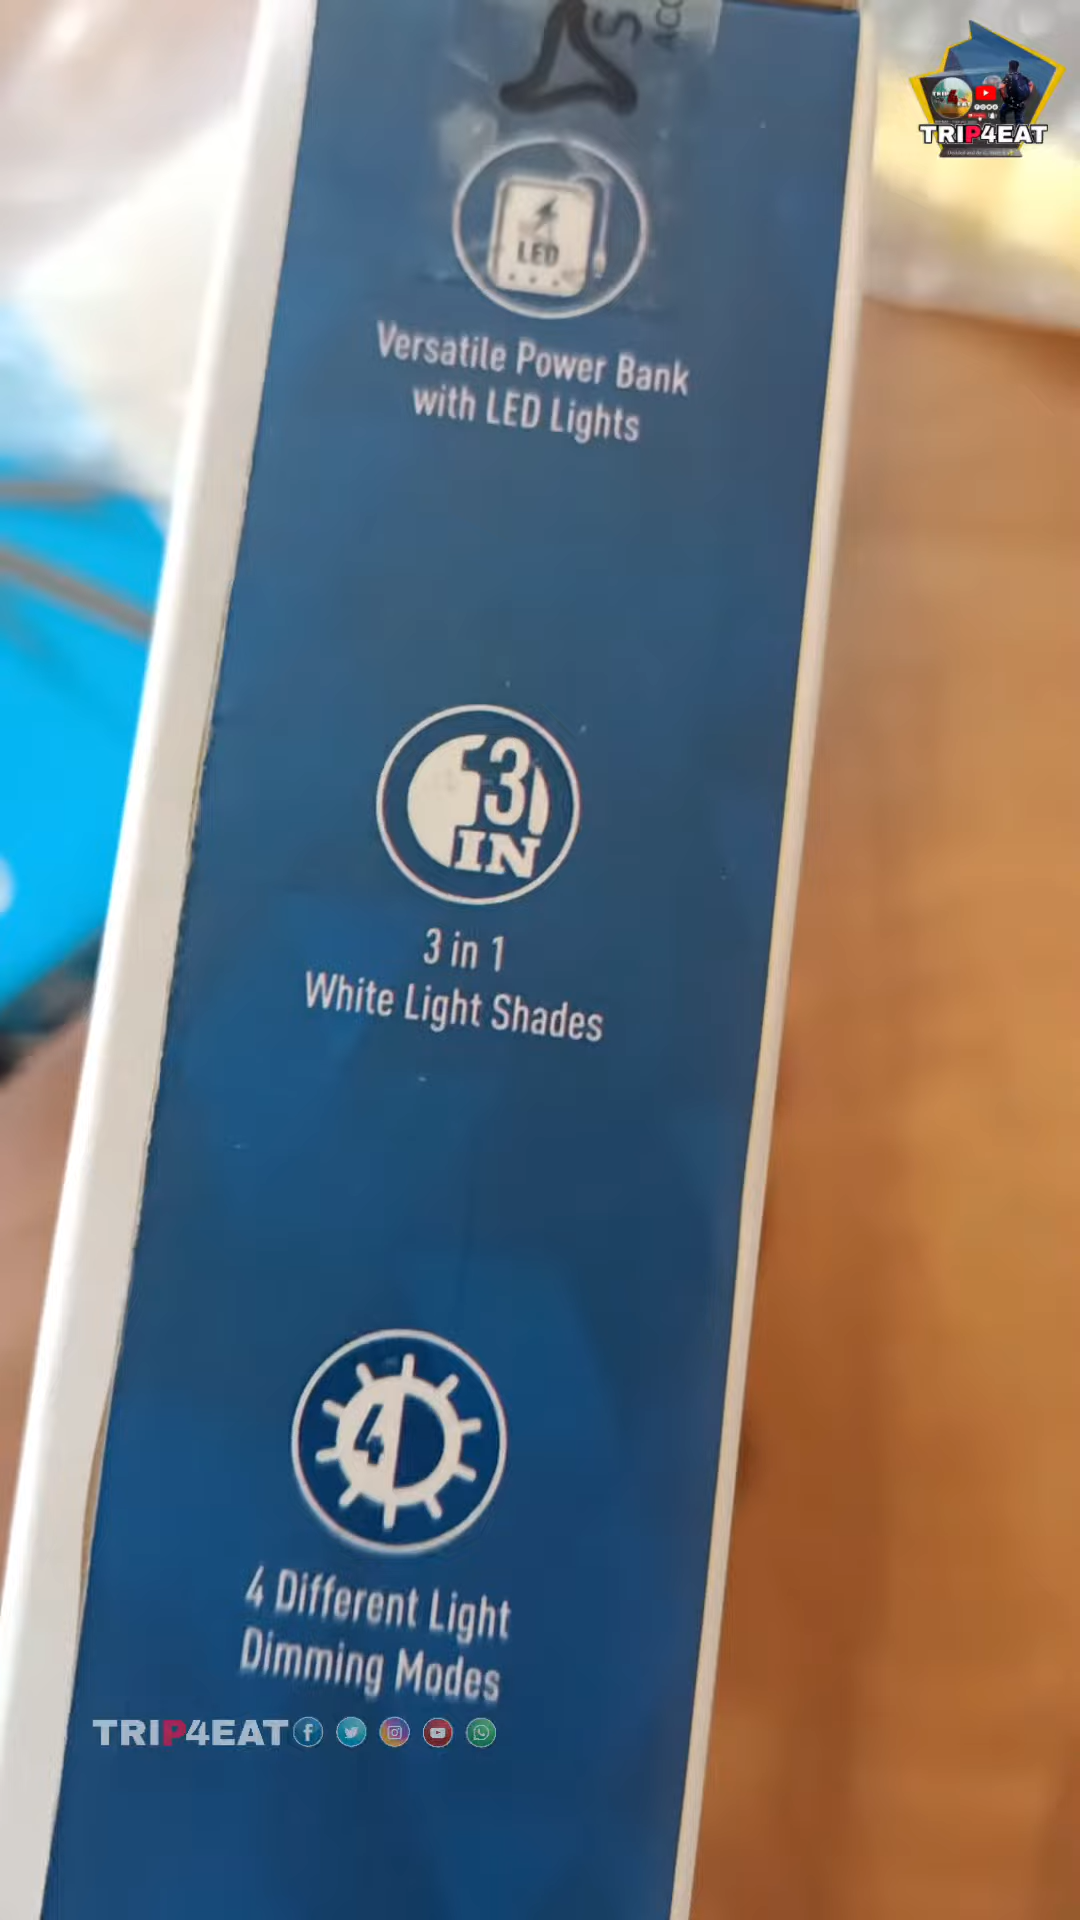 TRIP4EAT
LED
Versatile Power Bank
with LED Lights
3
IN
3 in 1
White Light Shades
4
4 Different Light
Dimming Modes
TRIP4EAT